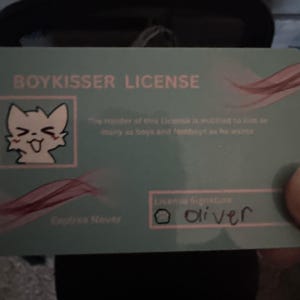 BOYKISSER LICENSE
The Holder of this License is entitled to kiss as
many as boys and femboys as he wants
License Signature
O Oliver
Expires Never